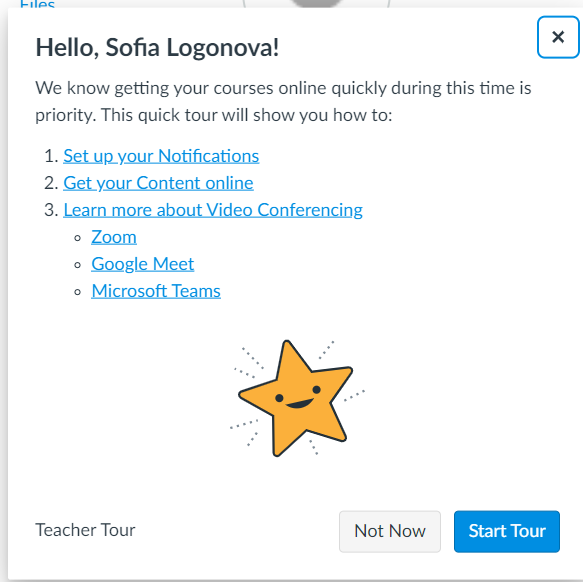 Files
Hello, Sofia Logonova!
We know getting your courses online quickly during this time is
priority. This quick tour will show you how to:
1. Set up your Notifications
2. Get your Content online
3. Learn more about Video Conferencing
Zoom
Google Meet
Microsoft Teams
Teacher Tour
Not Now
Start Tour